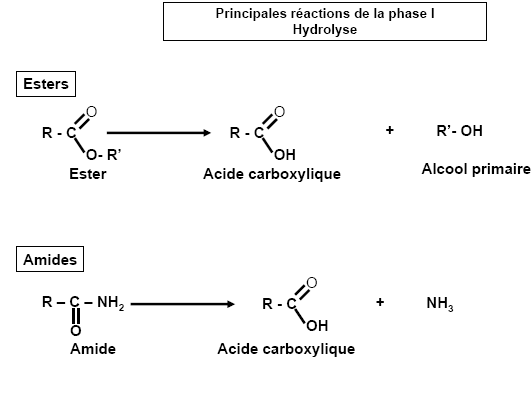 Principales réactions de la phase I
Hydrolyse
Esters
O
R - C + R’- OH
O- R’
Ester
O
R - C
OH
Acide carboxylique
Alcool primaire
Amides
R – C – NH2
O
Amide
O
R - C + NH3
OH
Acide carboxylique